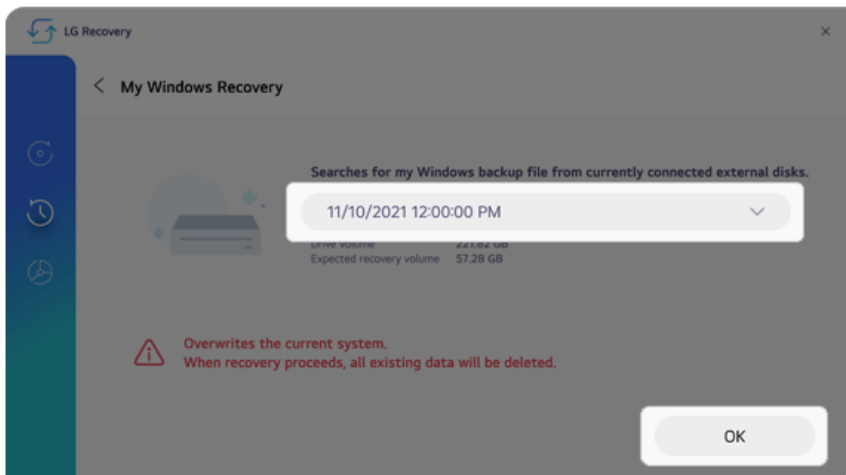 LG Recovery
My Windows Recovery
Searches for my Windows backup file from currently connected external disks.
11/10/2021 12:00:00 PM
Drive volume 221.82 GB
Expected recovery volume 57.28 GB
Overwrites the current system.
When recovery proceeds, all existing data will be deleted.
OK